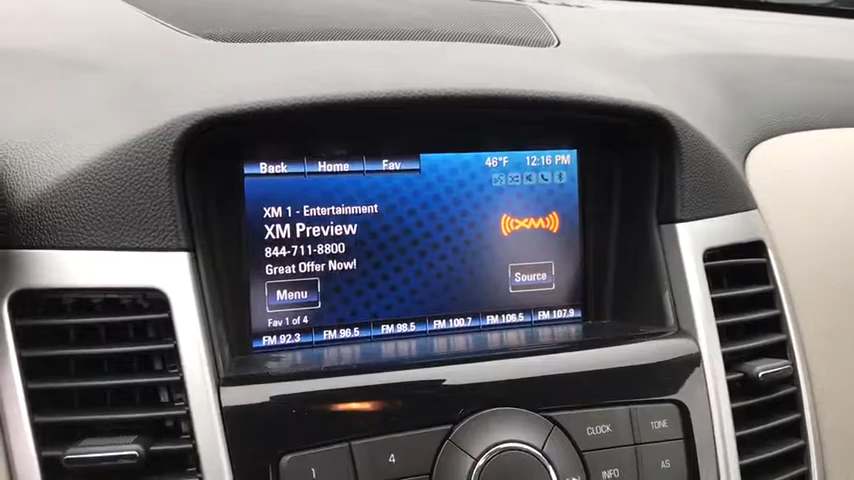 Back Home Fav 46°F 12:16 PM
XM 1 - Entertainment
XM Preview
844-711-8800
Great Offer Now!
XM
Menu Source
Fav 1 of 4
FM 92.3 FM 96.5 FM 98.5 FM 100.7 FM 106.5 FM 107.9
1 4 CLOCK TONE
INFO AS